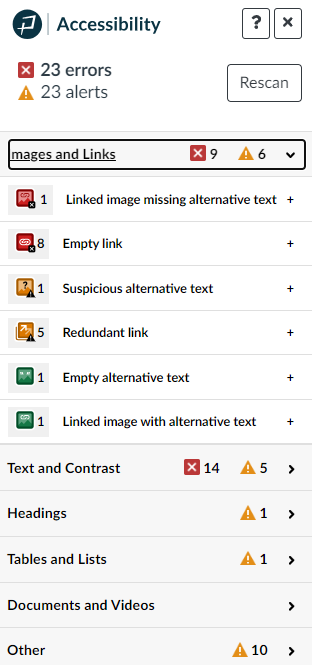 Accessibility
?
×
23 errors
23 alerts
Rescan
mages and Links 9 6
1 Linked image missing alternative text +
8 Empty link +
1 Suspicious alternative text +
5 Redundant link +
1 Empty alternative text +
1 Linked image with alternative text +
Text and Contrast 14 5
Headings 1
Tables and Lists 1
Documents and Videos
Other 10